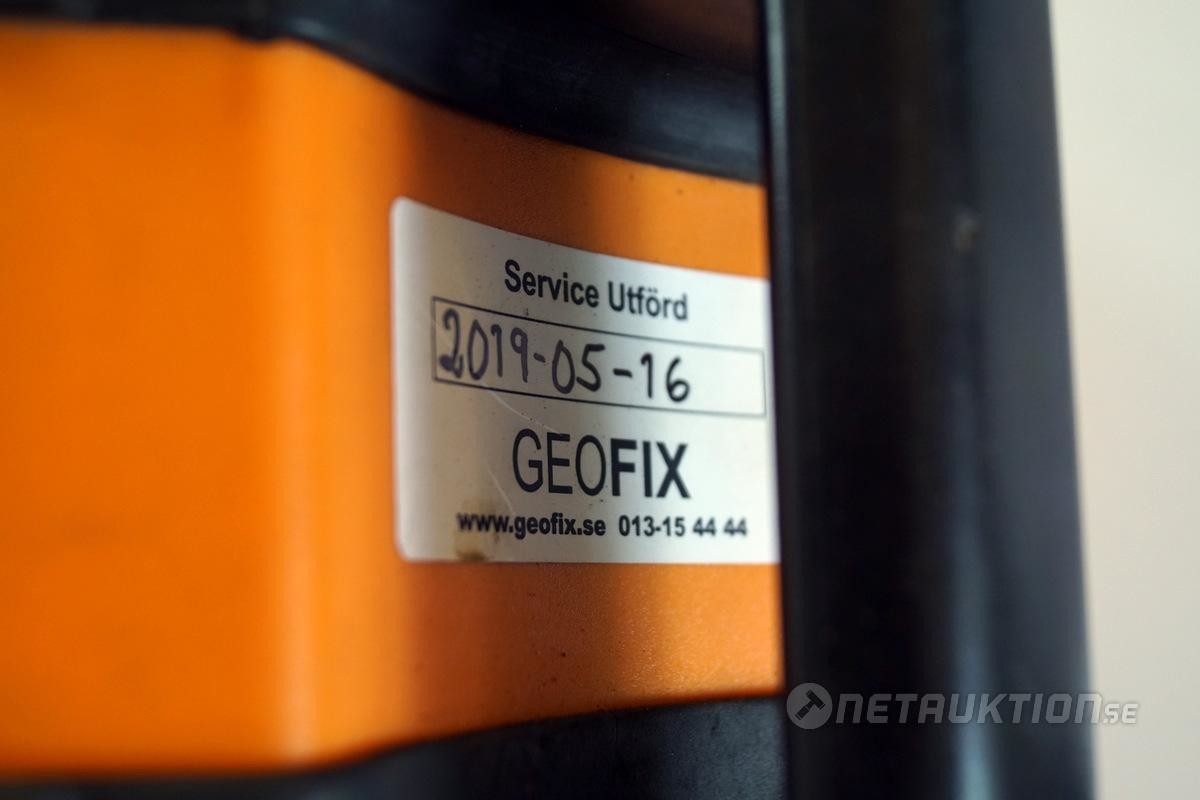 Service Utförd
2019-05-16
GEOFIX
www.geofix.se 013-15 44 44
NETAUKTION.SE